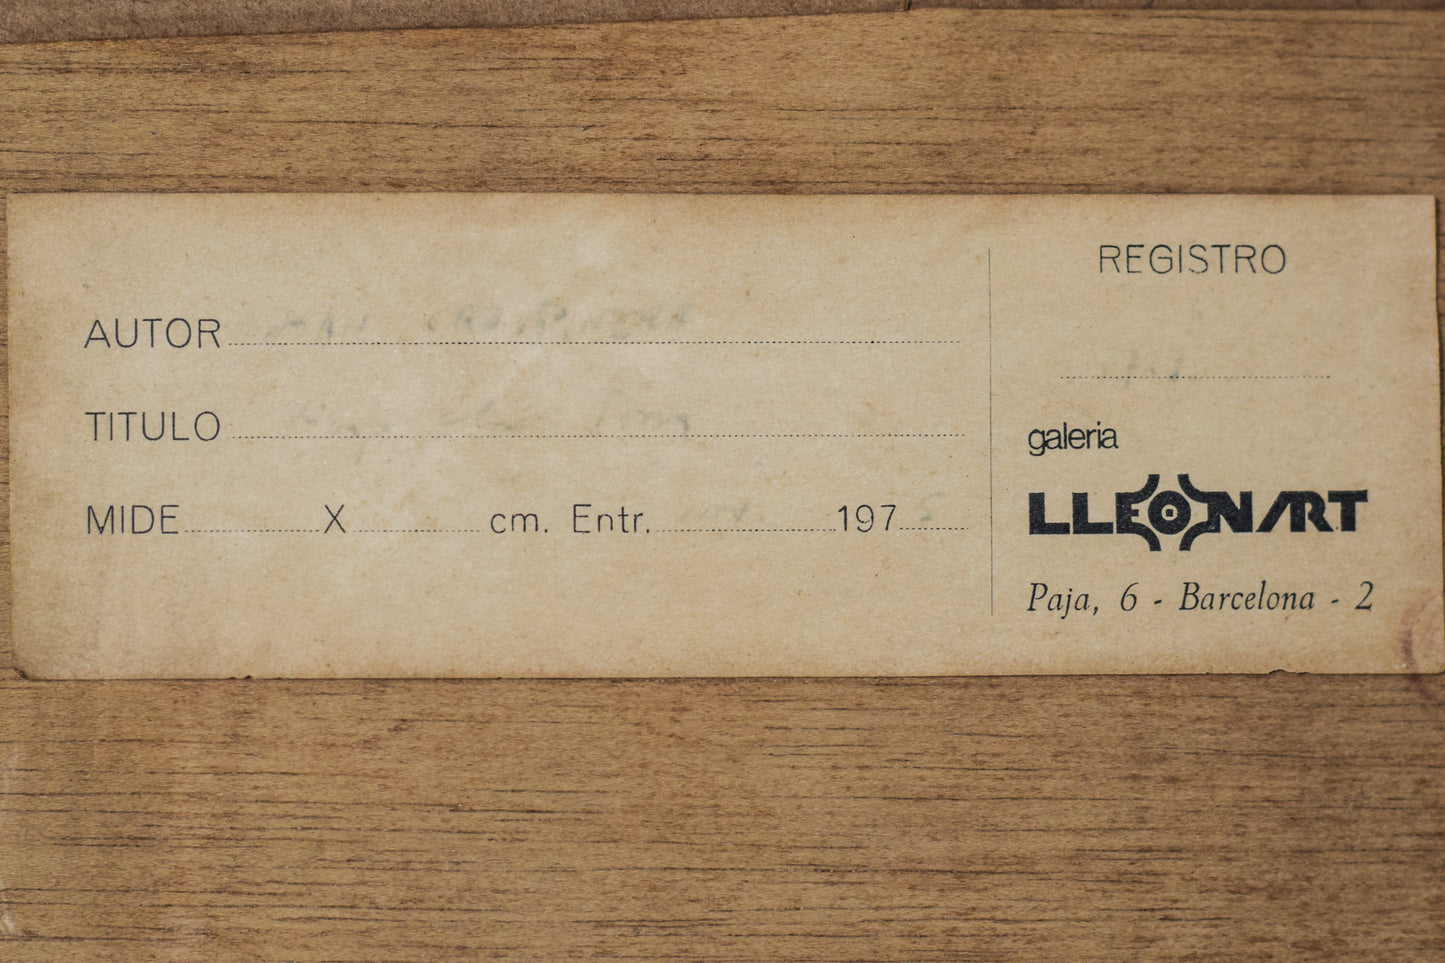 AUTOR
TITULO
MIDE X cm. Entr. 197
REGISTRO
galeria
LLEONART
Paja, 6 - Barcelona - 2